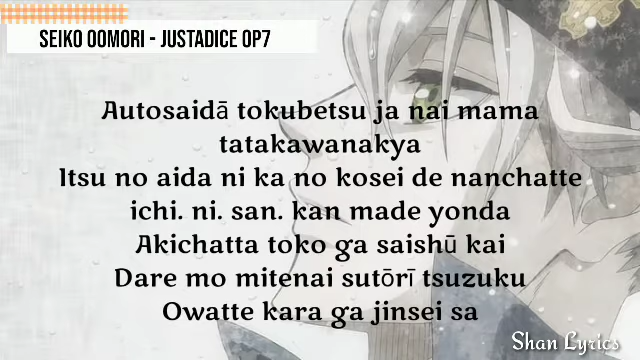 SEIKO OOMORI - JUSTADICE OP7
Autosaidā tokubetsu ja nai mama
tatakawanakya
Itsu no aida ni ka no kosei de nanchatte
ichi. ni. san. kan made yonda
Akichatta toko ga saishū kai
Dare mo mitenai sutōrī tsuzuku
Owatte kara ga jinsei sa
Shan Lyrics